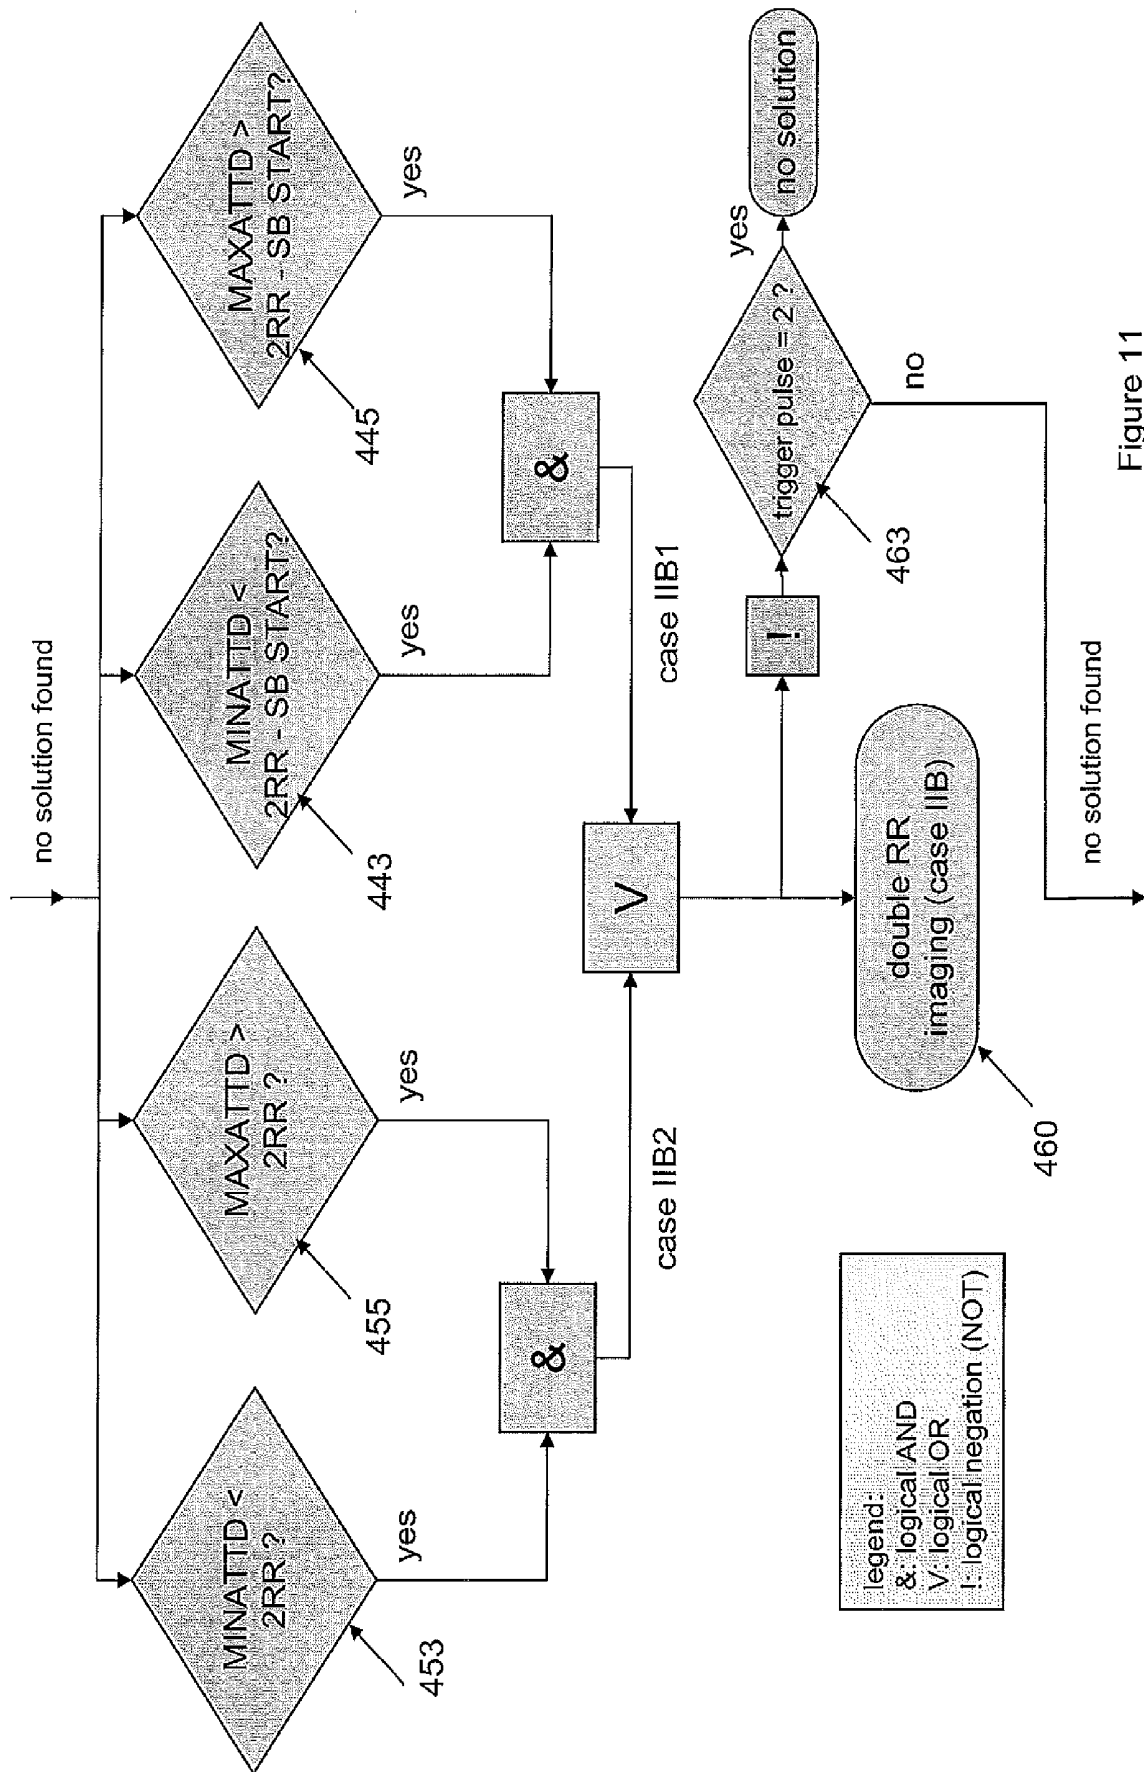 no solution found
MINATTD <
2RR ?
453
yes
MAXATTD >
2RR ?
455
yes
MINATTD <
2RR - SB START?
443
yes
MAXATTD >
2RR - SB START?
445
yes
&
&
case IIB2
case IIB1
V
!
trigger pulse = 2 ?
463
yes
no solution
no
double RR
imaging (case IIB)
460
no solution found
legend:
&: logical AND
V: logical OR
!: logical negation (NOT)
Figure 11